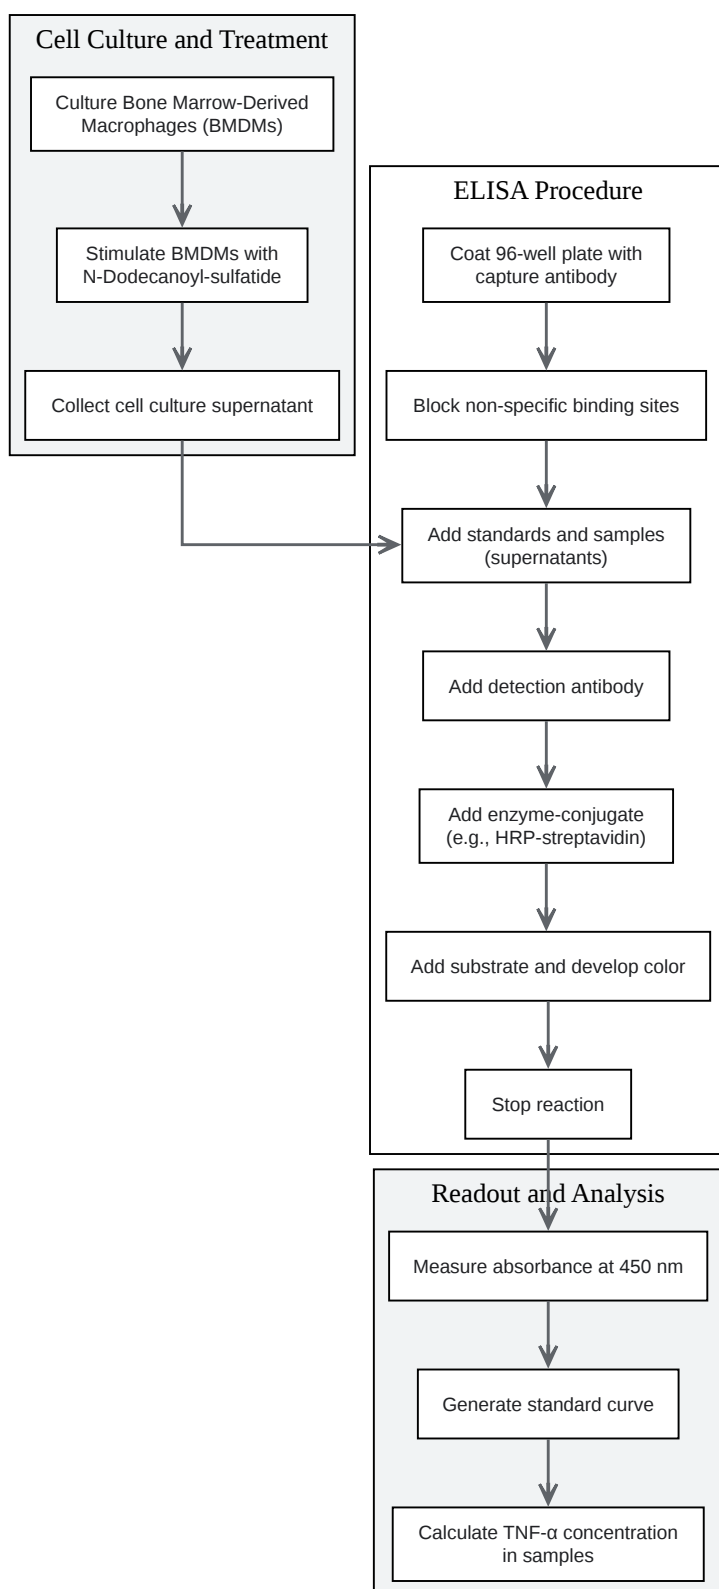 Cell Culture and Treatment
Culture Bone Marrow-Derived
Macrophages (BMDMs)
Stimulate BMDMs with
N-Dodecanoyl-sulfatide
Collect cell culture supernatant
ELISA Procedure
Coat 96-well plate with
capture antibody
Block non-specific binding sites
Add standards and samples
(supernatants)
Add detection antibody
Add enzyme-conjugate
(e.g., HRP-streptavidin)
Add substrate and develop color
Stop reaction
Readout and Analysis
Measure absorbance at 450 nm
Generate standard curve
Calculate TNF-α concentration
in samples